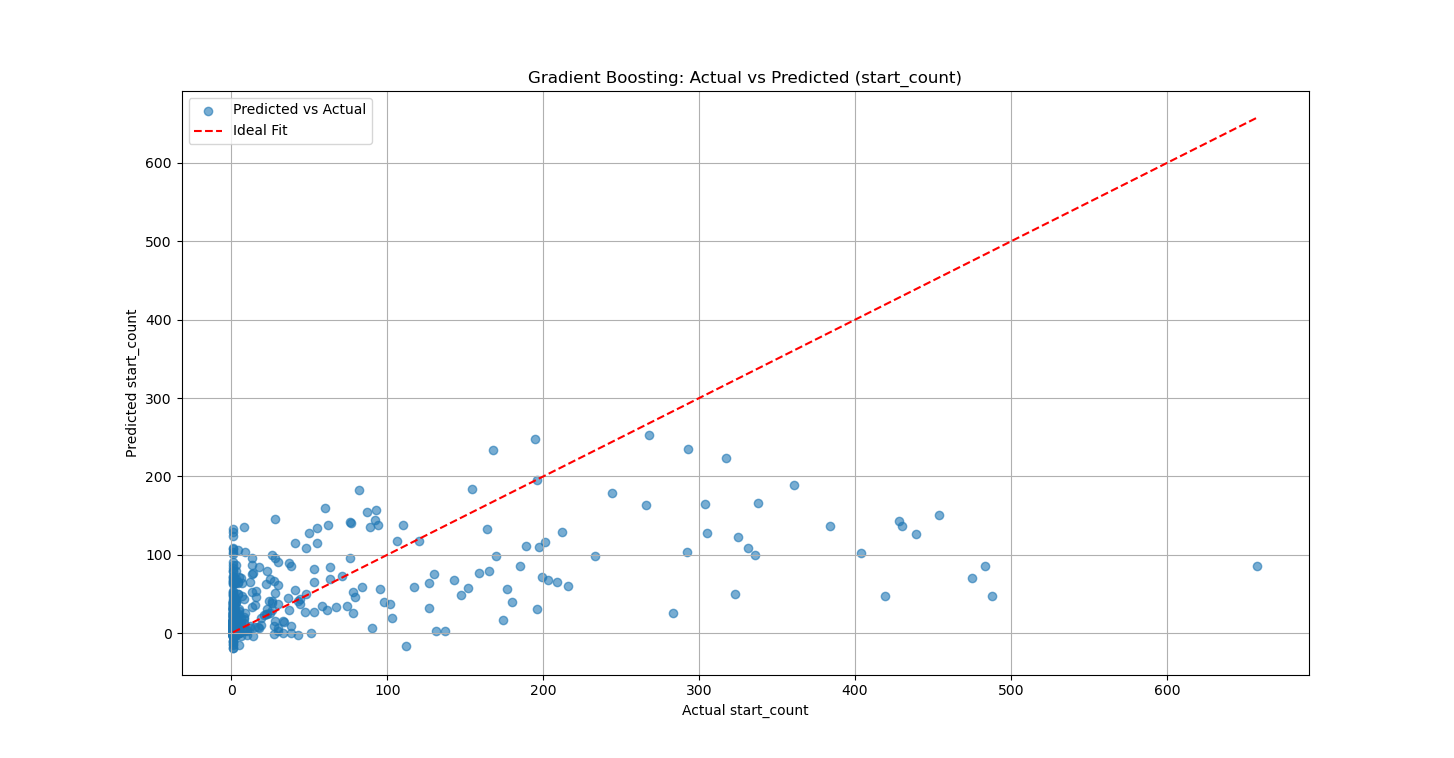 Gradient Boosting: Actual vs Predicted (start_count)
Predicted vs Actual
Ideal Fit
Predicted start_count
600
500
400
300
200
100
0
0 100 200 300 400 500 600
Actual start_count